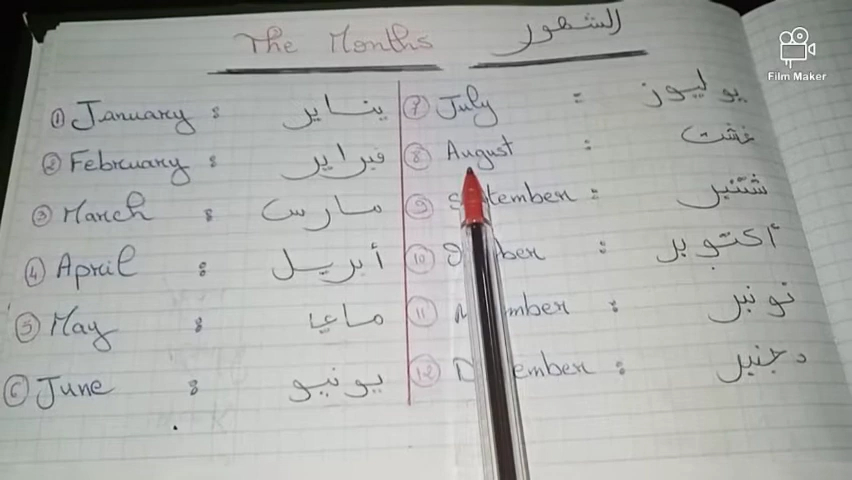 The Months الشهور
Film Maker
① January : يناير
② February : فبراير
③ March : مارس
④ April : أبريل
⑤ May : ماي
⑥ June : يونيو
⑦ July : يوليوز
⑧ August : غشت
⑨ : شتنبر
⑩ : أكتوبر
⑪ : نونبر
⑫ : دجنبر